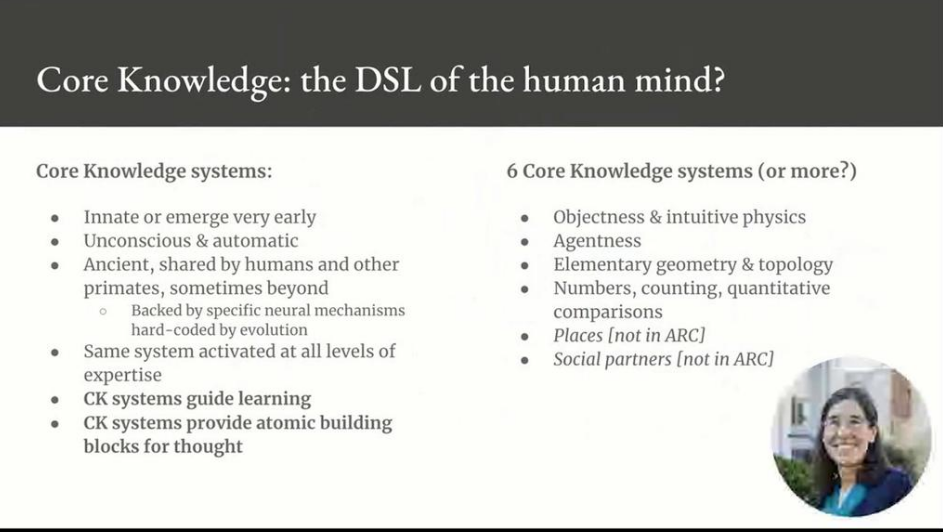 Core Knowledge: the DSL of the human mind?
Core Knowledge systems:
● Innate or emerge very early
● Unconscious & automatic
● Ancient, shared by humans and other
primates, sometimes beyond
○ Backed by specific neural mechanisms
hard-coded by evolution
● Same system activated at all levels of
expertise
● CK systems guide learning
● CK systems provide atomic building
blocks for thought
6 Core Knowledge systems (or more?)
● Objectness & intuitive physics
● Agentness
● Elementary geometry & topology
● Numbers, counting, quantitative
comparisons
● Places [not in ARC]
● Social partners [not in ARC]